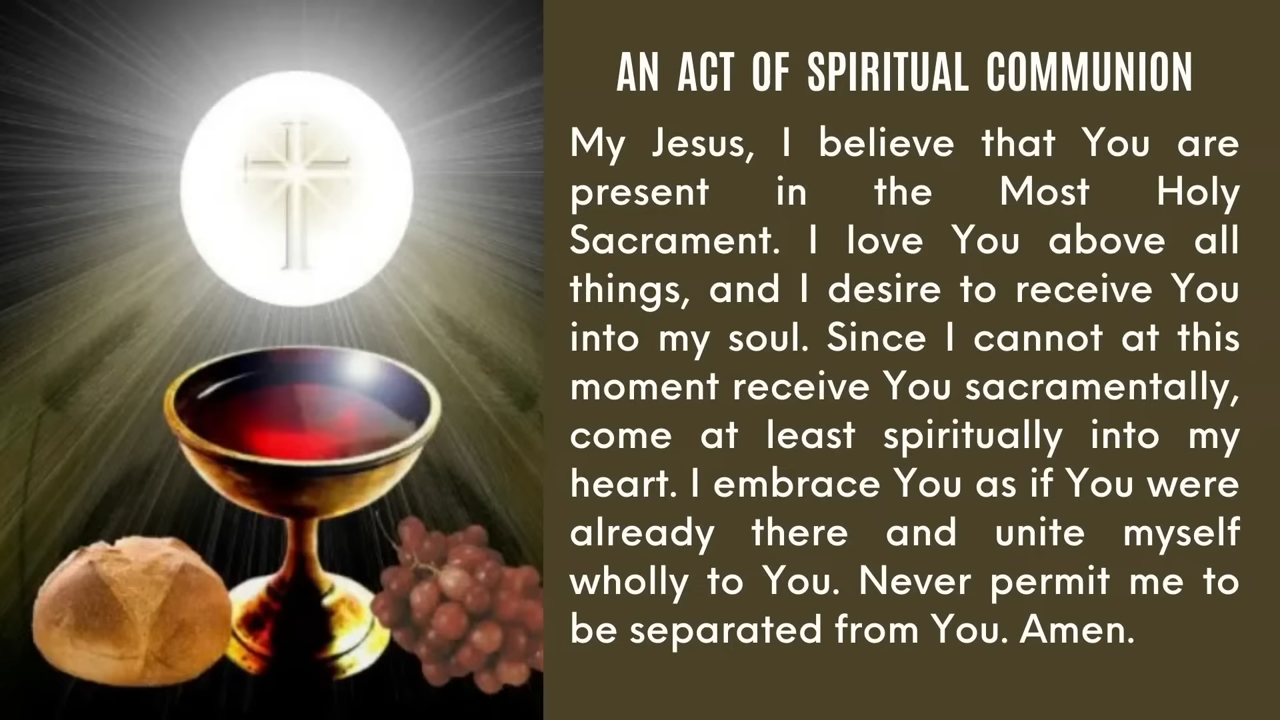 AN ACT OF SPIRITUAL COMMUNION
My Jesus, I believe that You are
present in the Most Holy
Sacrament. I love You above all
things, and I desire to receive You
into my soul. Since I cannot at this
moment receive You sacramentally,
come at least spiritually into my
heart. I embrace You as if You were
already there and unite myself
wholly to You. Never permit me to
be separated from You. Amen.